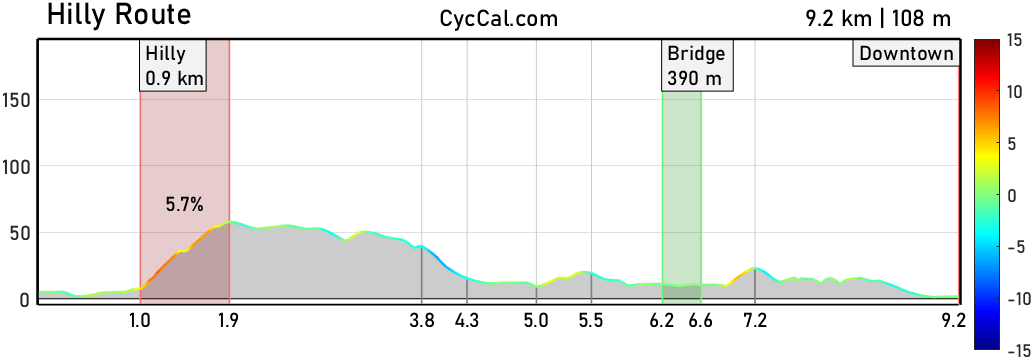 Hilly Route
CycCal.com
9.2 km | 108 m
Hilly
0.9 km
Bridge
390 m
Downtown
5.7%
150
100
50
0
1.0
1.9
3.8
4.3
5.0
5.5
6.2
6.6
7.2
9.2
15
10
5
0
−5
−10
−15